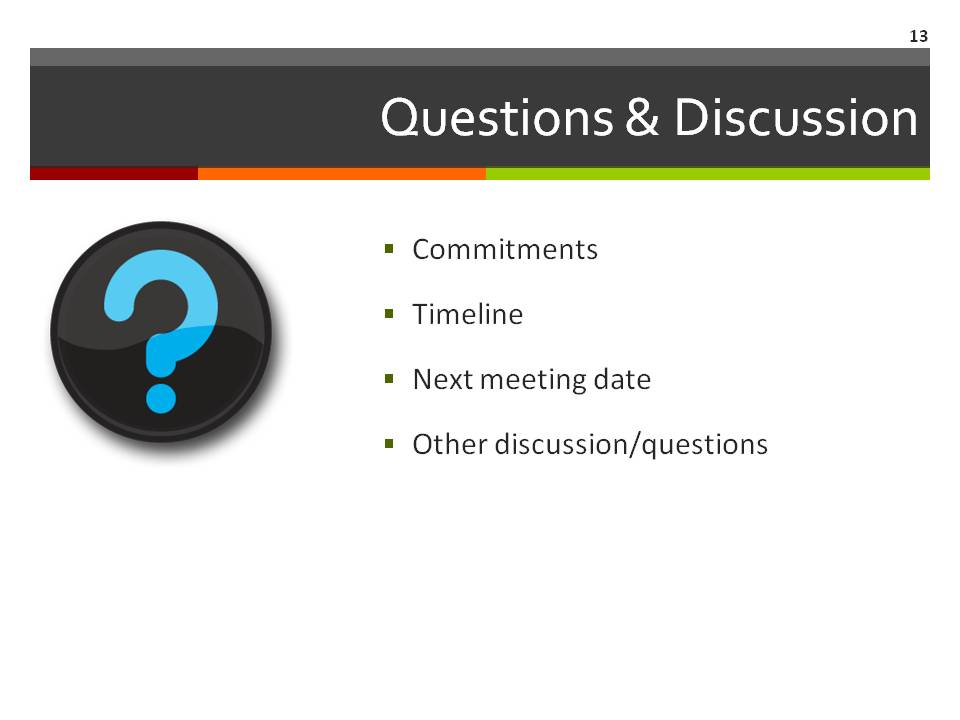 13
Questions & Discussion
Commitments
Timeline
Next meeting date
Other discussion/questions